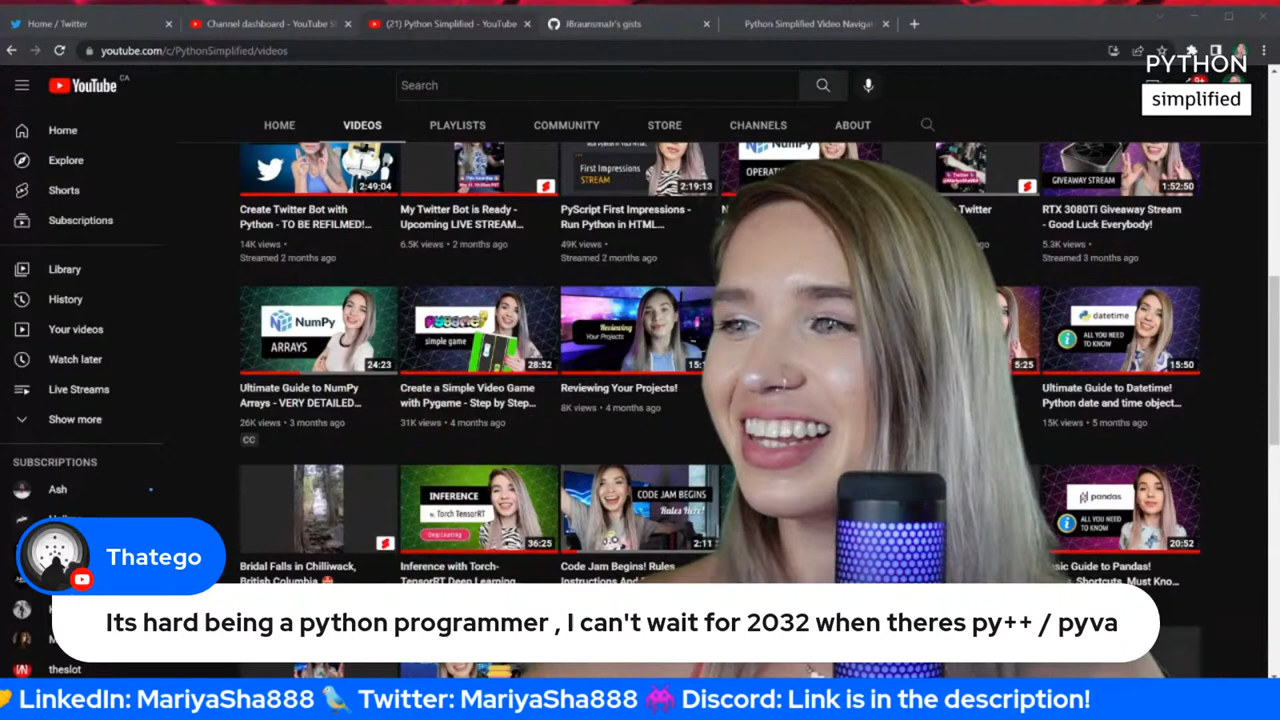 Home / Twitter
Channel dashboard - YouTube S
(21) Python Simplified - YouTube
JBraunsmaJr's gists
Python Simplified Video Navigat
youtube.com/c/PythonSimplified/videos
YouTube CA
Search
PYTHON
simplified
HOME VIDEOS PLAYLISTS COMMUNITY STORE CHANNELS ABOUT
Home
Explore
Shorts
Subscriptions
Library
History
Your videos
Watch later
Live Streams
Show more
SUBSCRIPTIONS
Ash
theslot
2:49:04
Create Twitter Bot with
Python - TO BE REFILMED!...
14K views •
Streamed 2 months ago
My Twitter Bot is Ready -
Upcoming LIVE STREAM...
6.5K views • 2 months ago
First Impressions
STREAM
2:19:13
PyScript First Impressions -
Run Python in HTML...
49K views •
Streamed 2 months ago
NumPy
Twitter
GIVEAWAY STREAM
1:52:50
RTX 3080Ti Giveaway Stream
- Good Luck Everybody!
5.3K views •
Streamed 3 months ago
NumPy
ARRAYS
24:23
Ultimate Guide to NumPy
Arrays - VERY DETAILED...
26K views • 3 months ago
CC
pygame
simple game
28:52
Create a Simple Video Game
with Pygame - Step by Step...
31K views • 4 months ago
Reviewing
Your Projects!
Reviewing Your Projects!
8K views • 4 months ago
5:25
datetime
ALL YOU NEED
TO KNOW
15:50
Ultimate Guide to Datetime!
Python date and time object...
15K views • 5 months ago
Bridal Falls in Chilliwack,
British Columbia
INFERENCE
w. Torch TensorRT
Deep Learning
36:25
Inference with Torch-
TensorRT Deep Learning
CODE JAM BEGINS
Rules Here!
2:11
Code Jam Begins! Rules
Instructions And
pandas
ALL YOU NEED
TO KNOW
20:52
Guide to Pandas!
Shortcuts, Must Kno...
Thatego
Its hard being a python programmer , I can't wait for 2032 when theres py++ / pyva
LinkedIn: MariyaSha888 Twitter: MariyaSha888 Discord: Link is in the description!